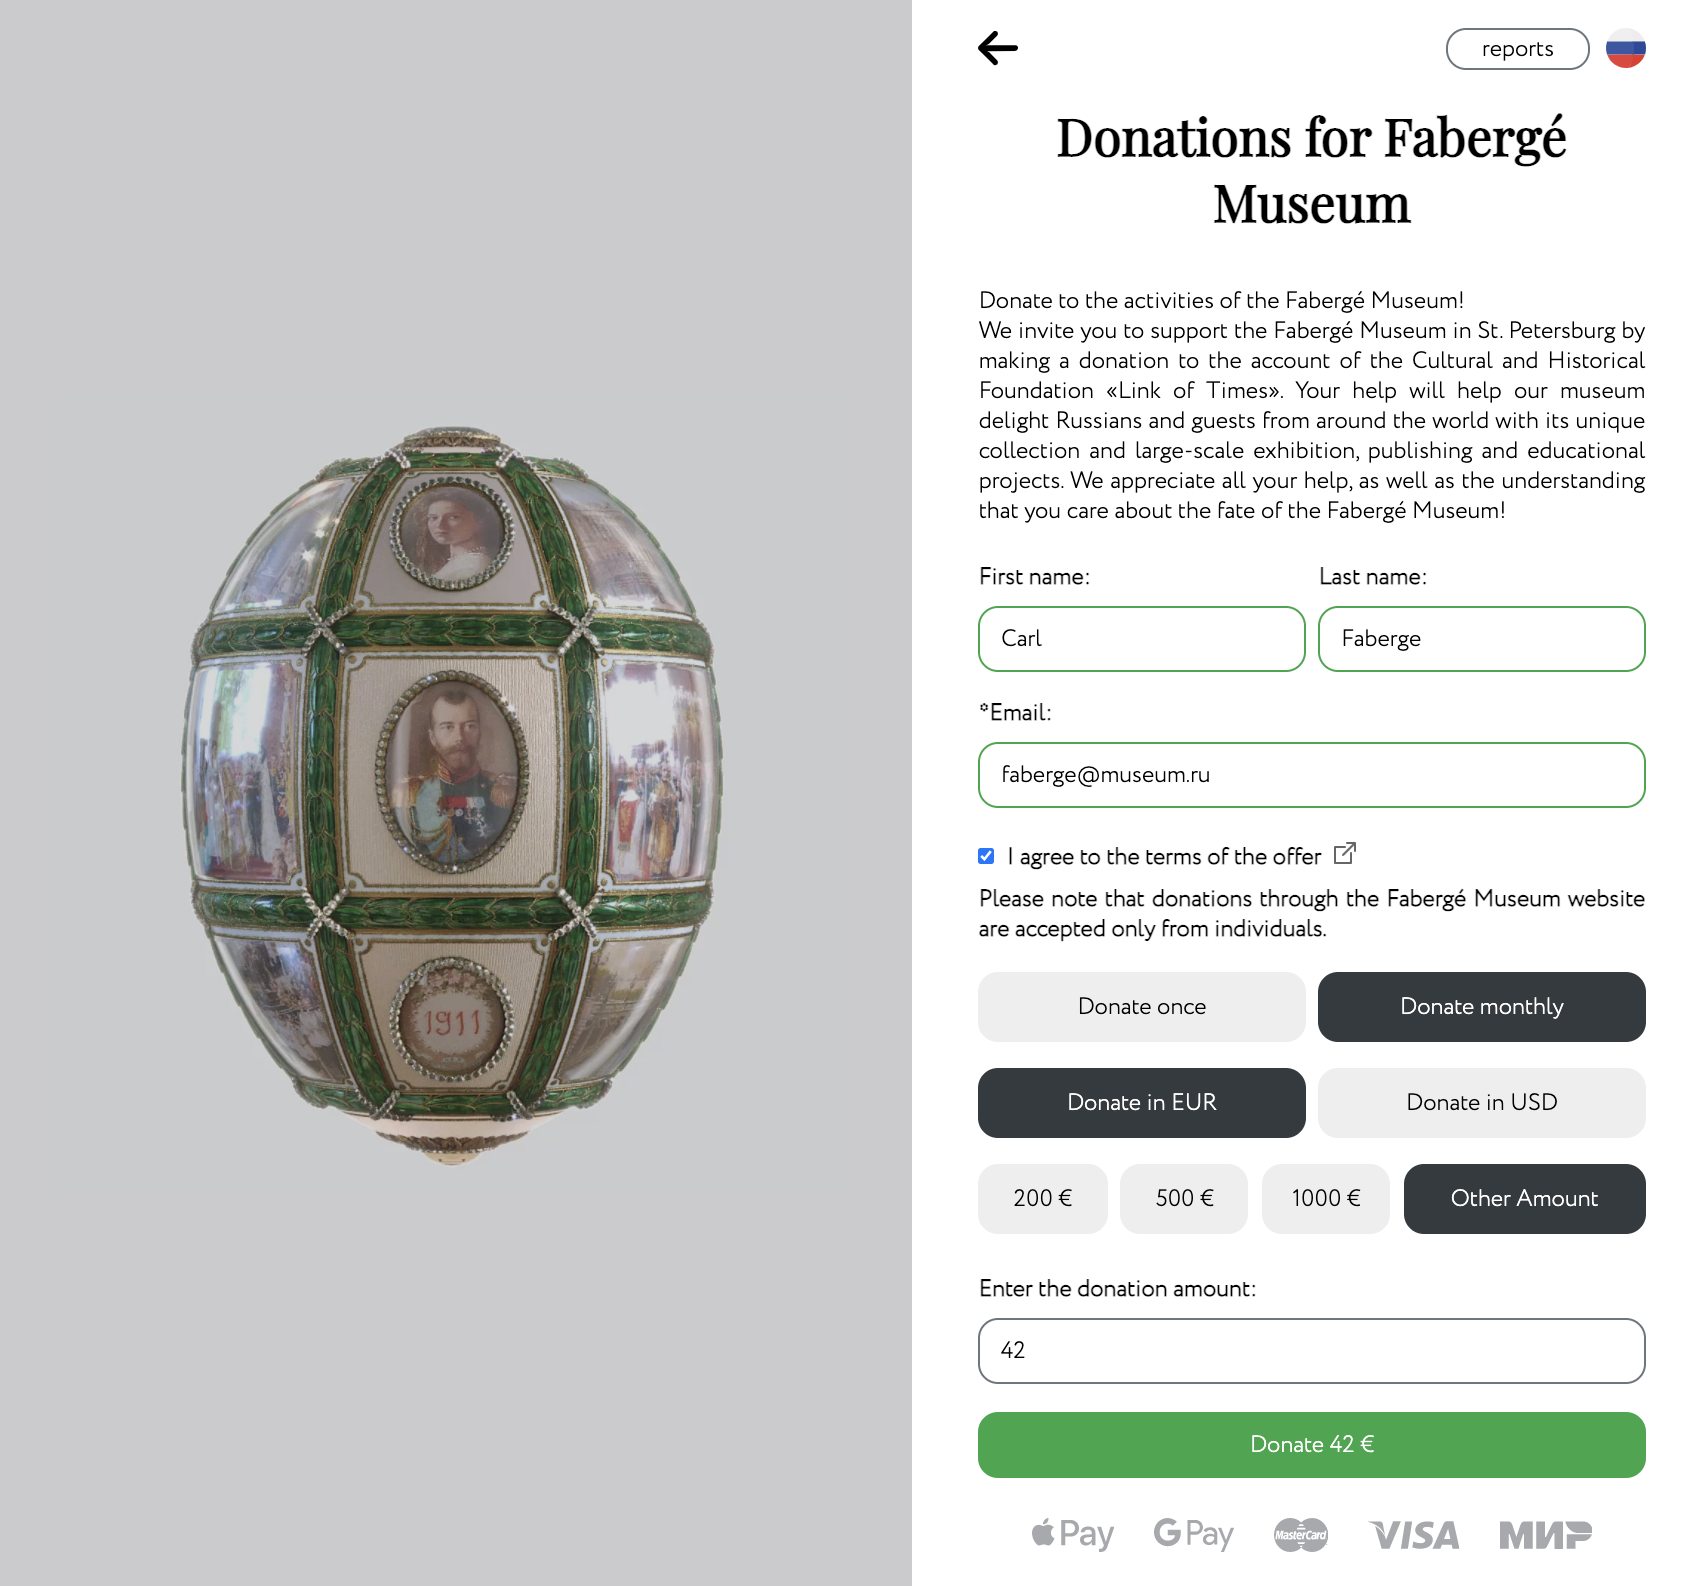 reports
Donations for Fabergé
Museum
Donate to the activities of the Fabergé Museum!
We invite you to support the Fabergé Museum in St. Petersburg by
making a donation to the account of the Cultural and Historical
Foundation «Link of Times». Your help will help our museum
delight Russians and guests from around the world with its unique
collection and large-scale exhibition, publishing and educational
projects. We appreciate all your help, as well as the understanding
that you care about the fate of the Fabergé Museum!
First name: Last name:
Carl Faberge
*Email:
faberge@museum.ru
I agree to the terms of the offer
Please note that donations through the Fabergé Museum website
are accepted only from individuals.
Donate once Donate monthly
Donate in EUR Donate in USD
200 € 500 € 1000 € Other Amount
Enter the donation amount:
42
Donate 42 €
Pay G Pay MasterCard VISA МИР
1911